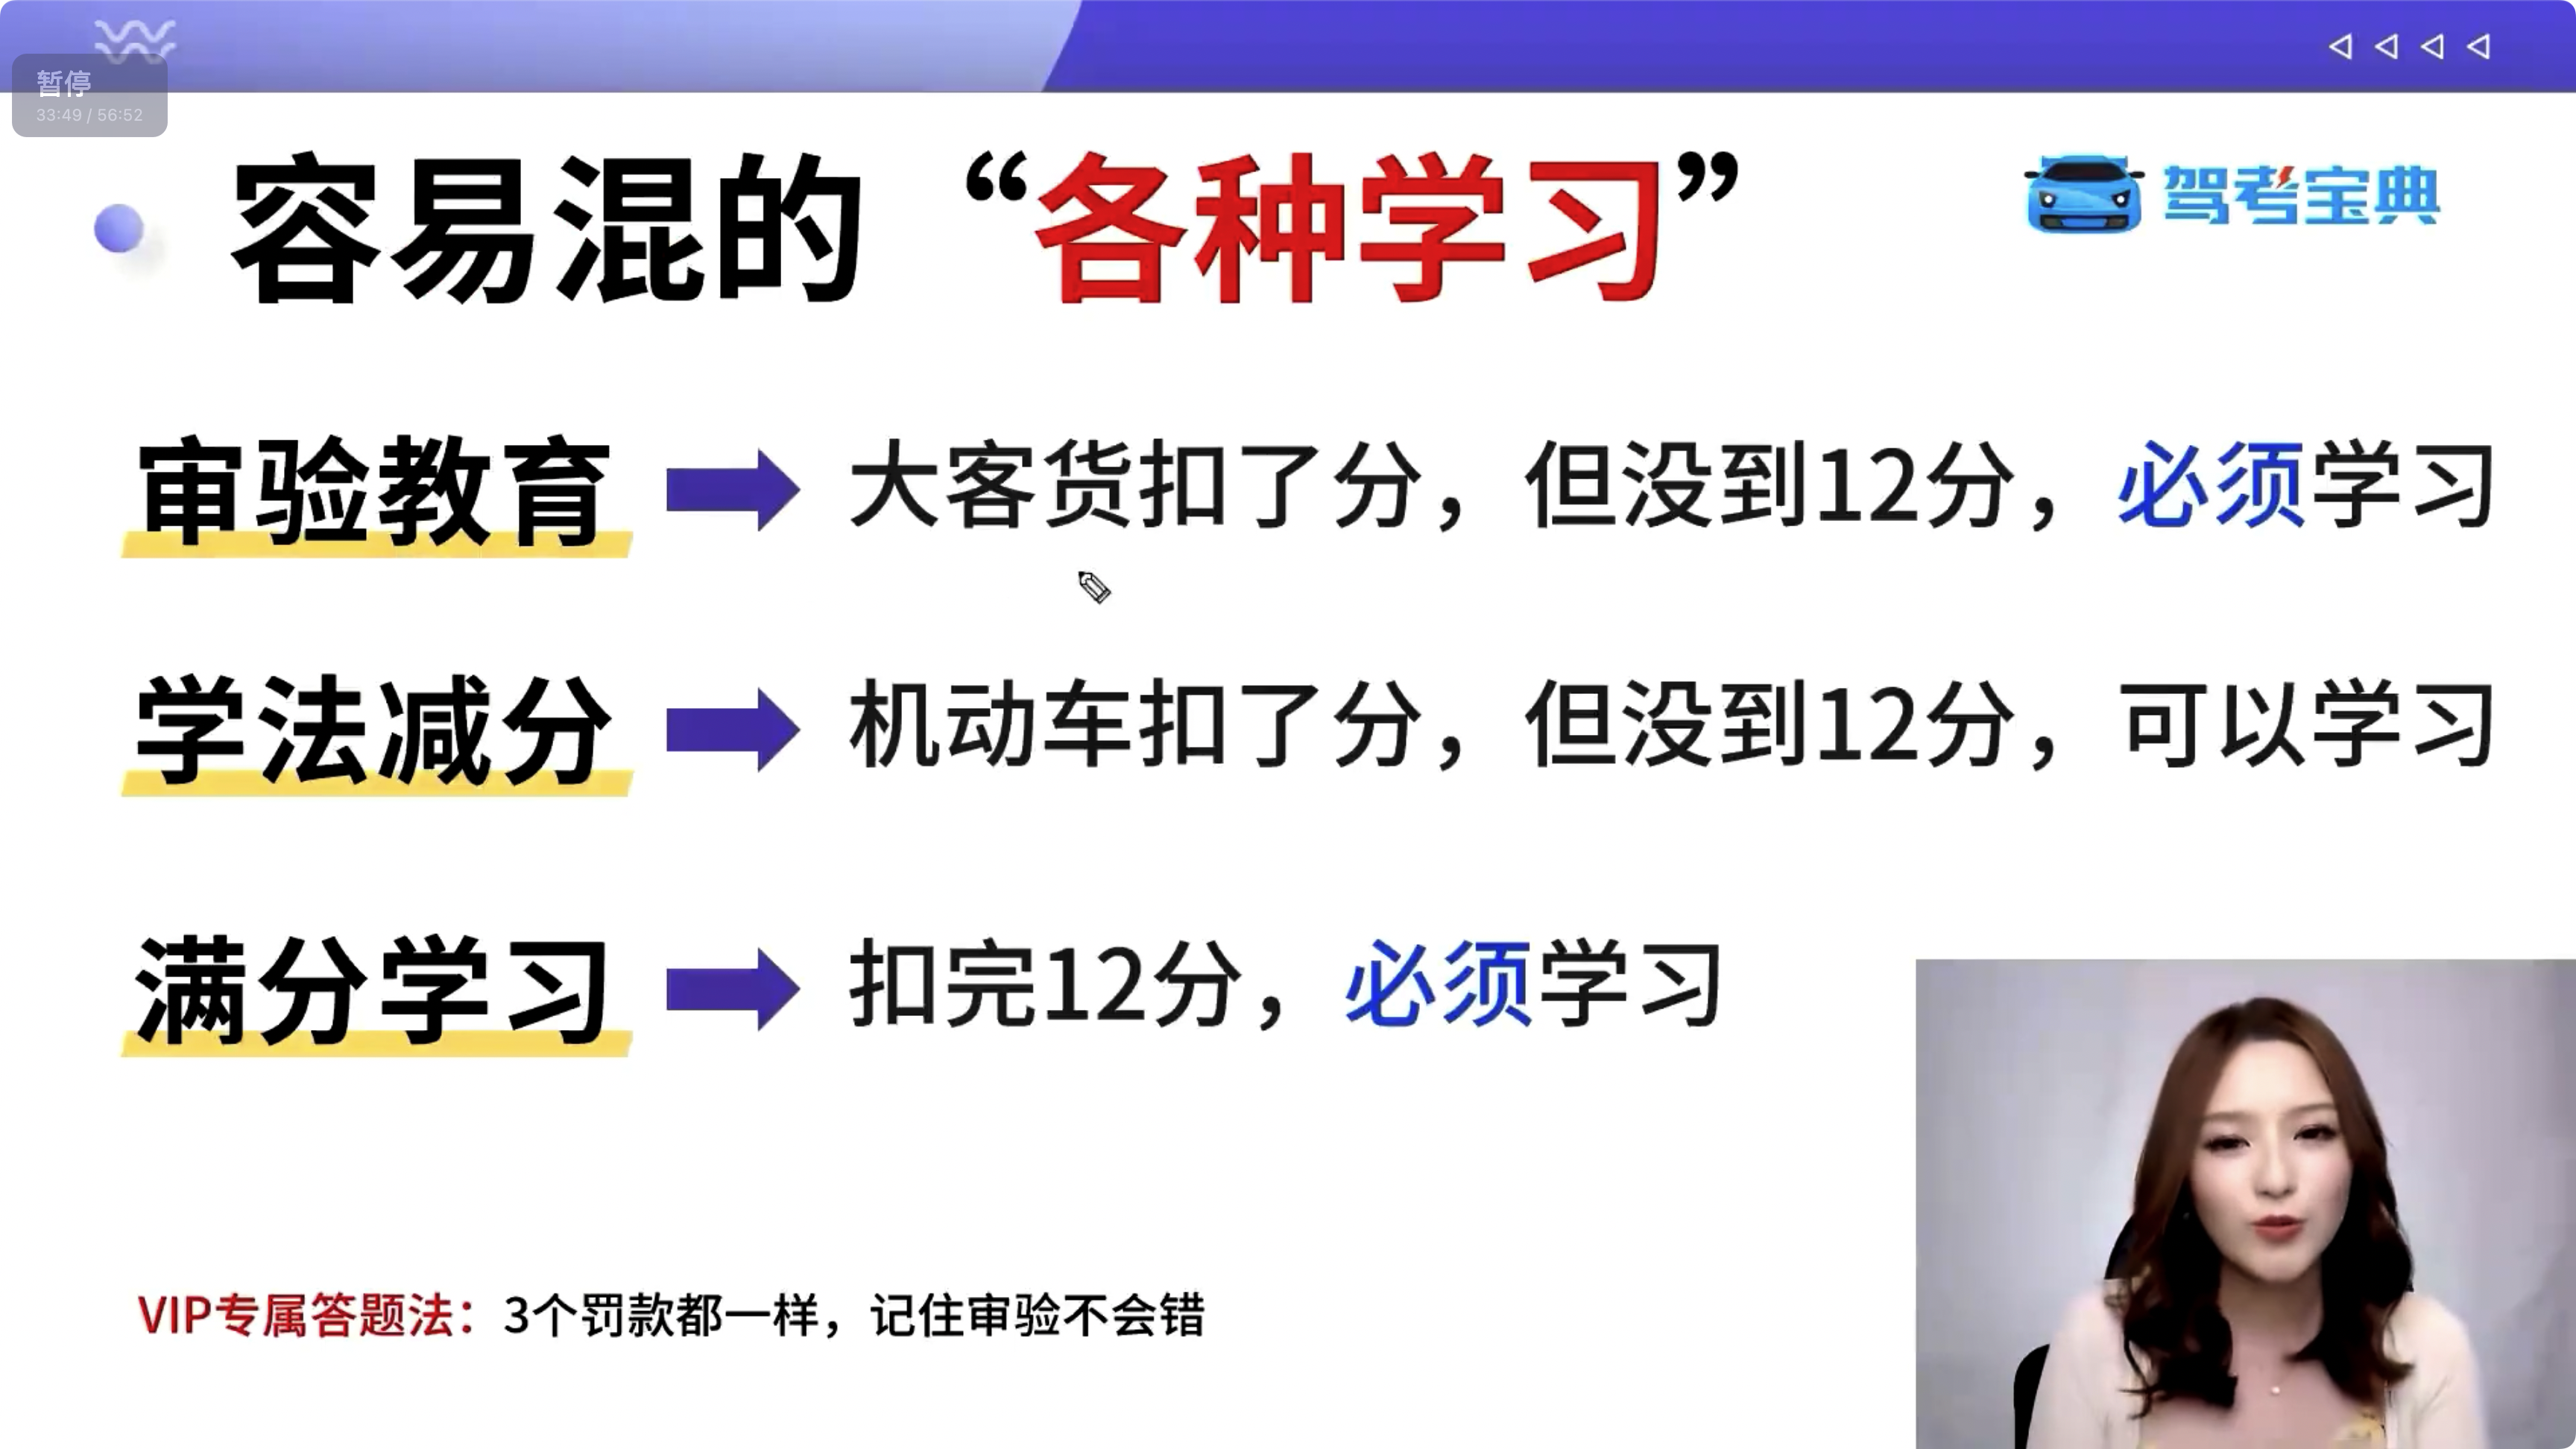 暂停
33:49 / 56:52
容易混的“各种学习”
驾考宝典
审验教育 大客货扣了分，但没到12分，必须学习
学法减分 机动车扣了分，但没到12分，可以学习
满分学习 扣完12分，必须学习
VIP专属答题法：3个罚款都一样，记住审验不会错